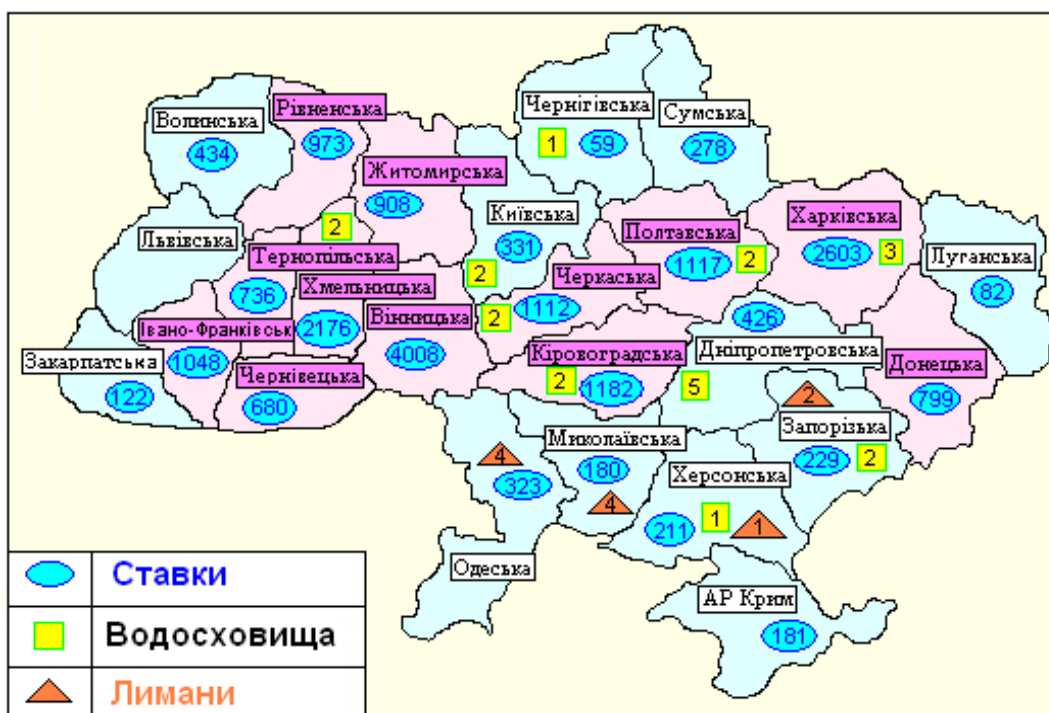 Чернігівська
Рівненська
Волинська
Сумська
1
59
973
278
434
Житомирська
Київська
Харківська
908
Полтавська
2
331
2603
3
Львівська
Луганська
Тернопільська
1117
2
Черкаська
2
Хмельницька
736
82
Вінницька
2
1112
426
2176
Івано-Франківськ
Дніпропетровська
Закарпатська
1048
4008
Кіровоградська
Донецька
Чернівецька
2
1182
5
122
680
2
799
Запорізька
Миколаївська
4
229
2
180
Херсонська
323
4
211
1
1
Одеська
АР Крим
181
Ставки
Водосховища
Лимани